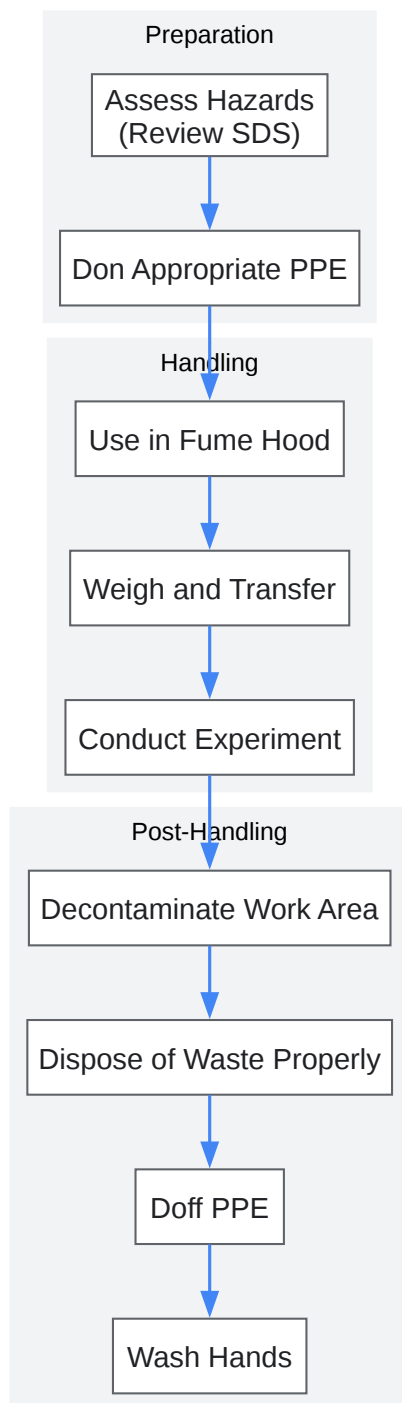 Preparation
Assess Hazards
(Review SDS)
Don Appropriate PPE
Handling
Use in Fume Hood
Weigh and Transfer
Conduct Experiment
Post-Handling
Decontaminate Work Area
Dispose of Waste Properly
Doff PPE
Wash Hands